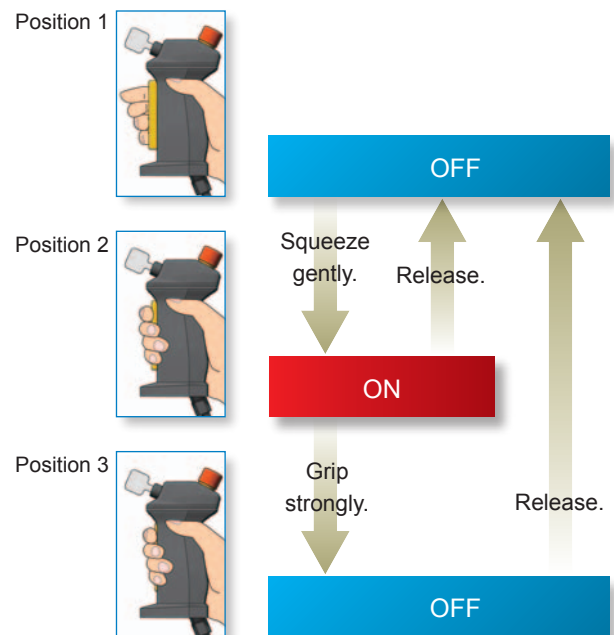 Position 1
OFF
Squeeze
gently.
Release.
Position 2
ON
Position 3
Grip
strongly.
Release.
OFF